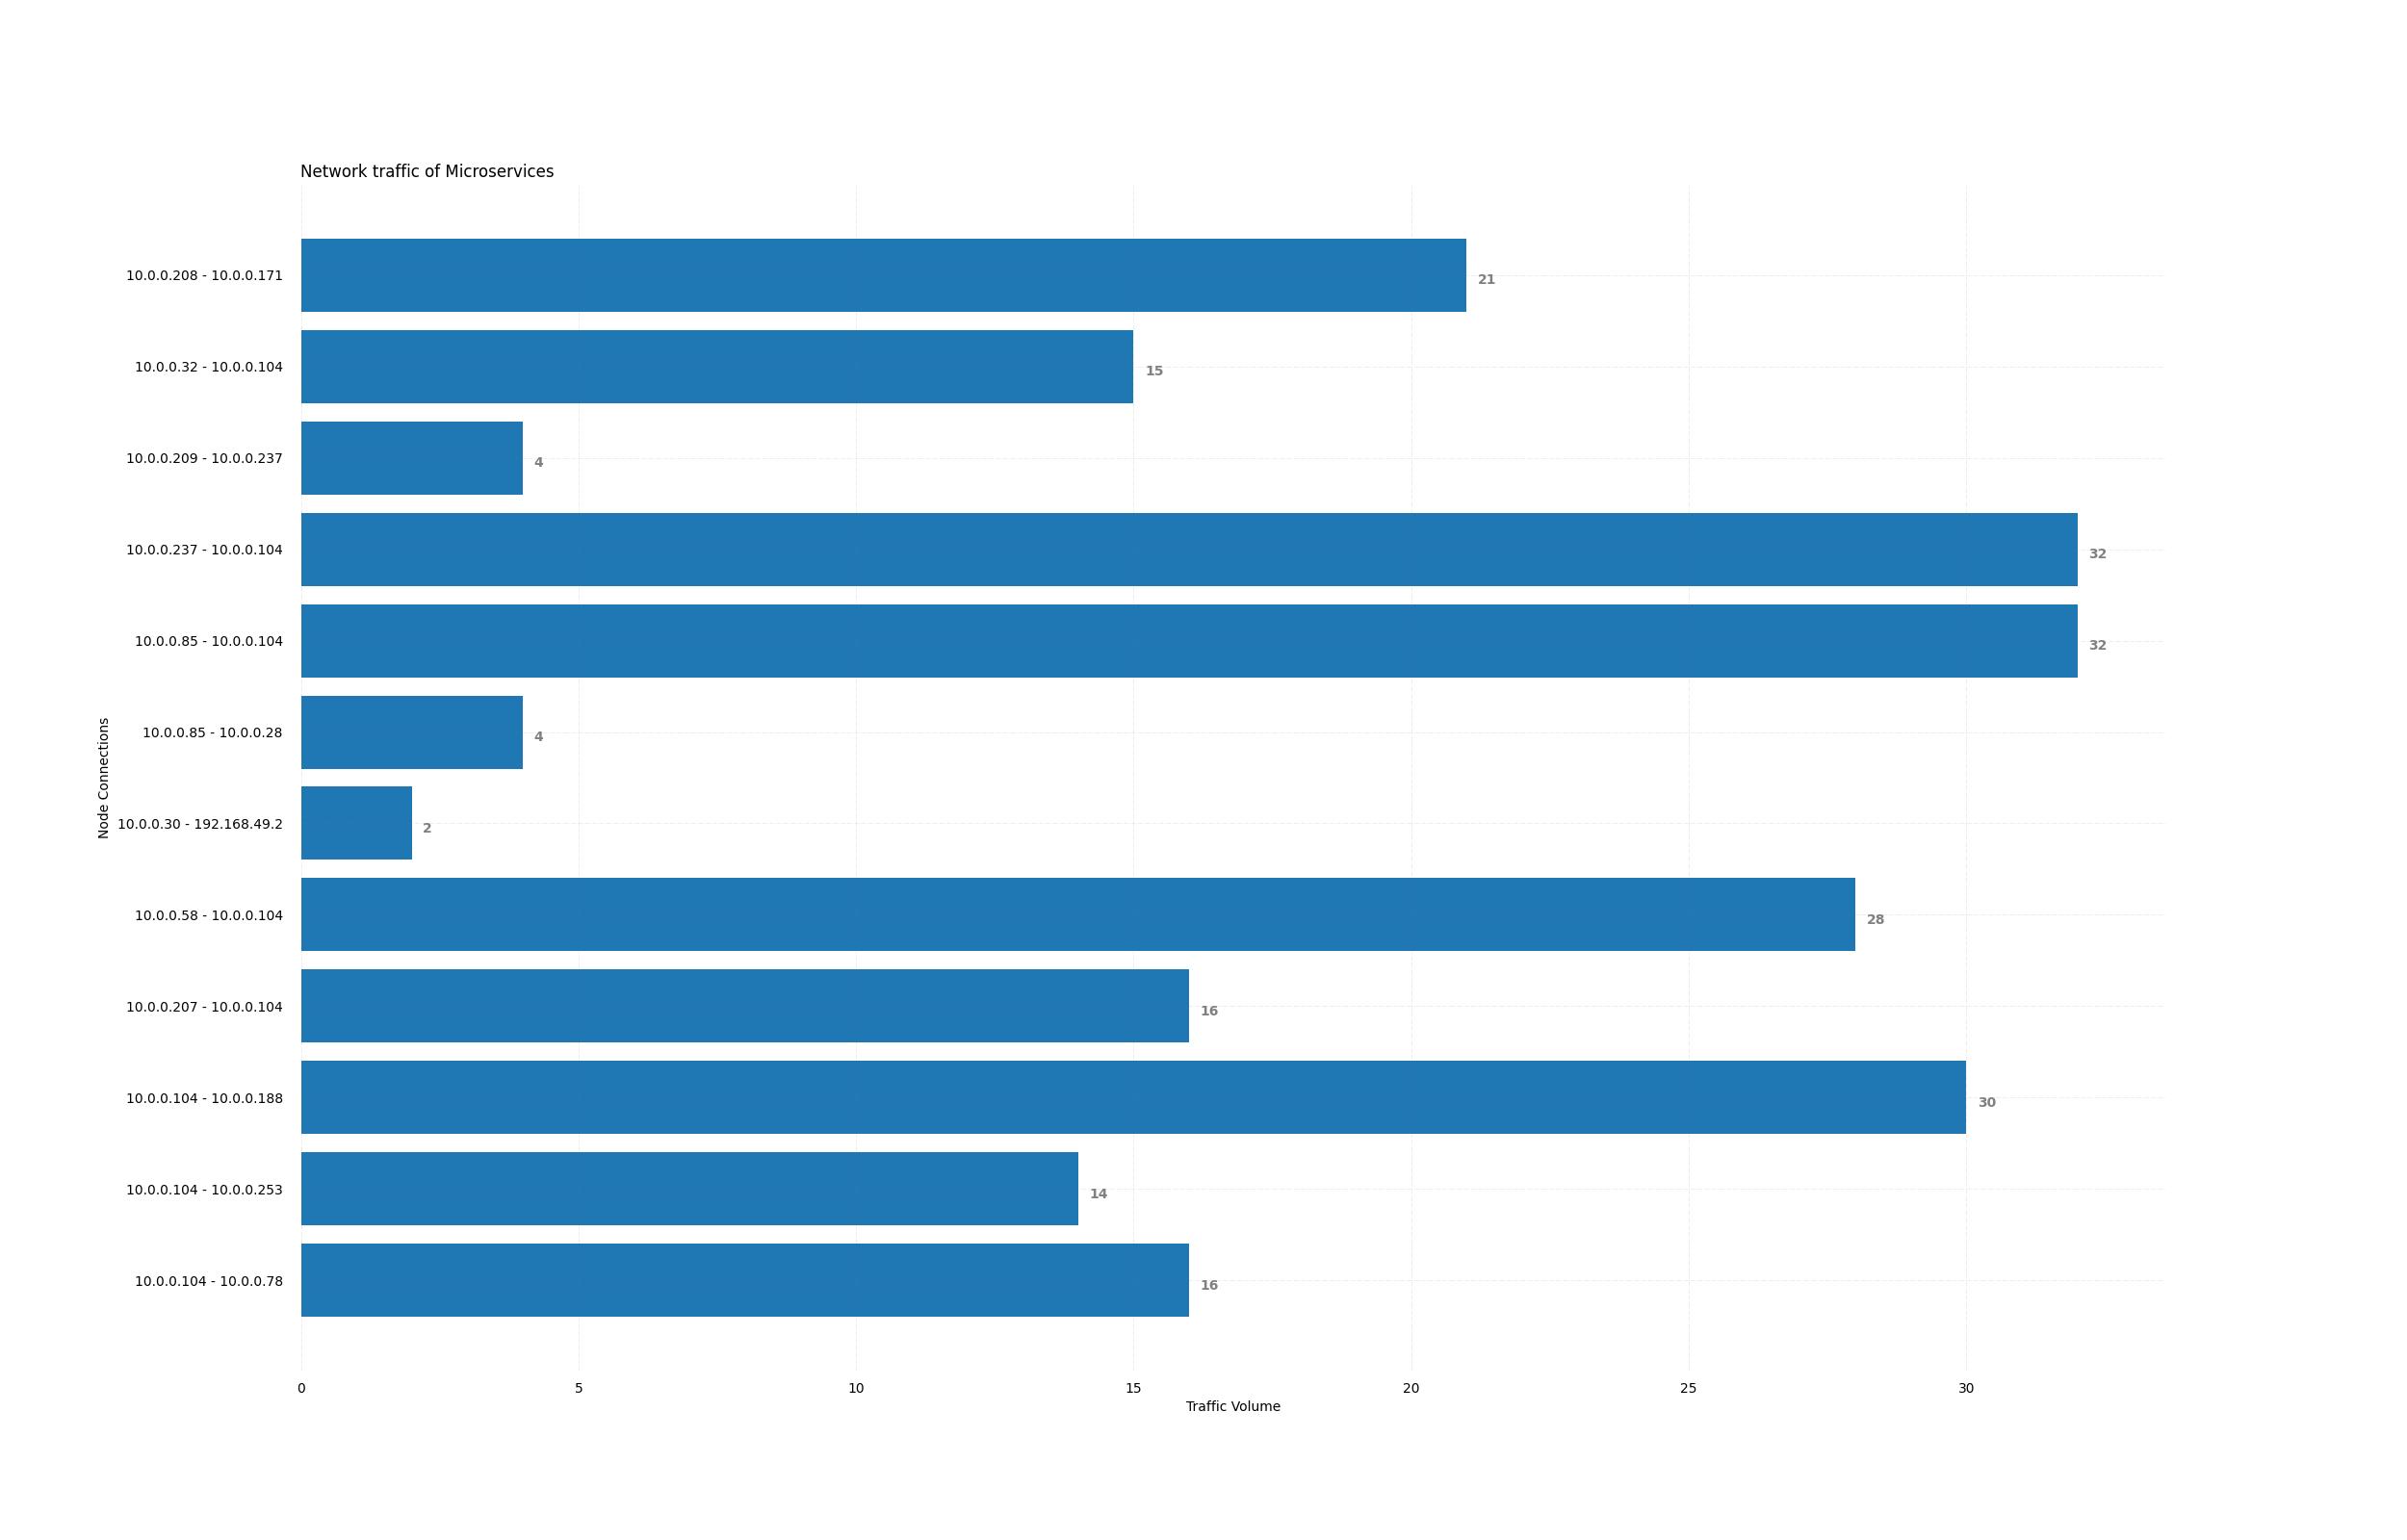 Network traffic of Microservices
10.0.0.208 - 10.0.0.171
21
10.0.0.32 - 10.0.0.104
15
10.0.0.209 - 10.0.0.237
4
10.0.0.237 - 10.0.0.104
32
10.0.0.85 - 10.0.0.104
32
10.0.0.85 - 10.0.0.28
4
Node Connections
10.0.0.30 - 192.168.49.2
2
10.0.0.58 - 10.0.0.104
28
10.0.0.207 - 10.0.0.104
16
10.0.0.104 - 10.0.0.188
30
10.0.0.104 - 10.0.0.253
14
10.0.0.104 - 10.0.0.78
16
0 5 10 15 20 25 30
Traffic Volume